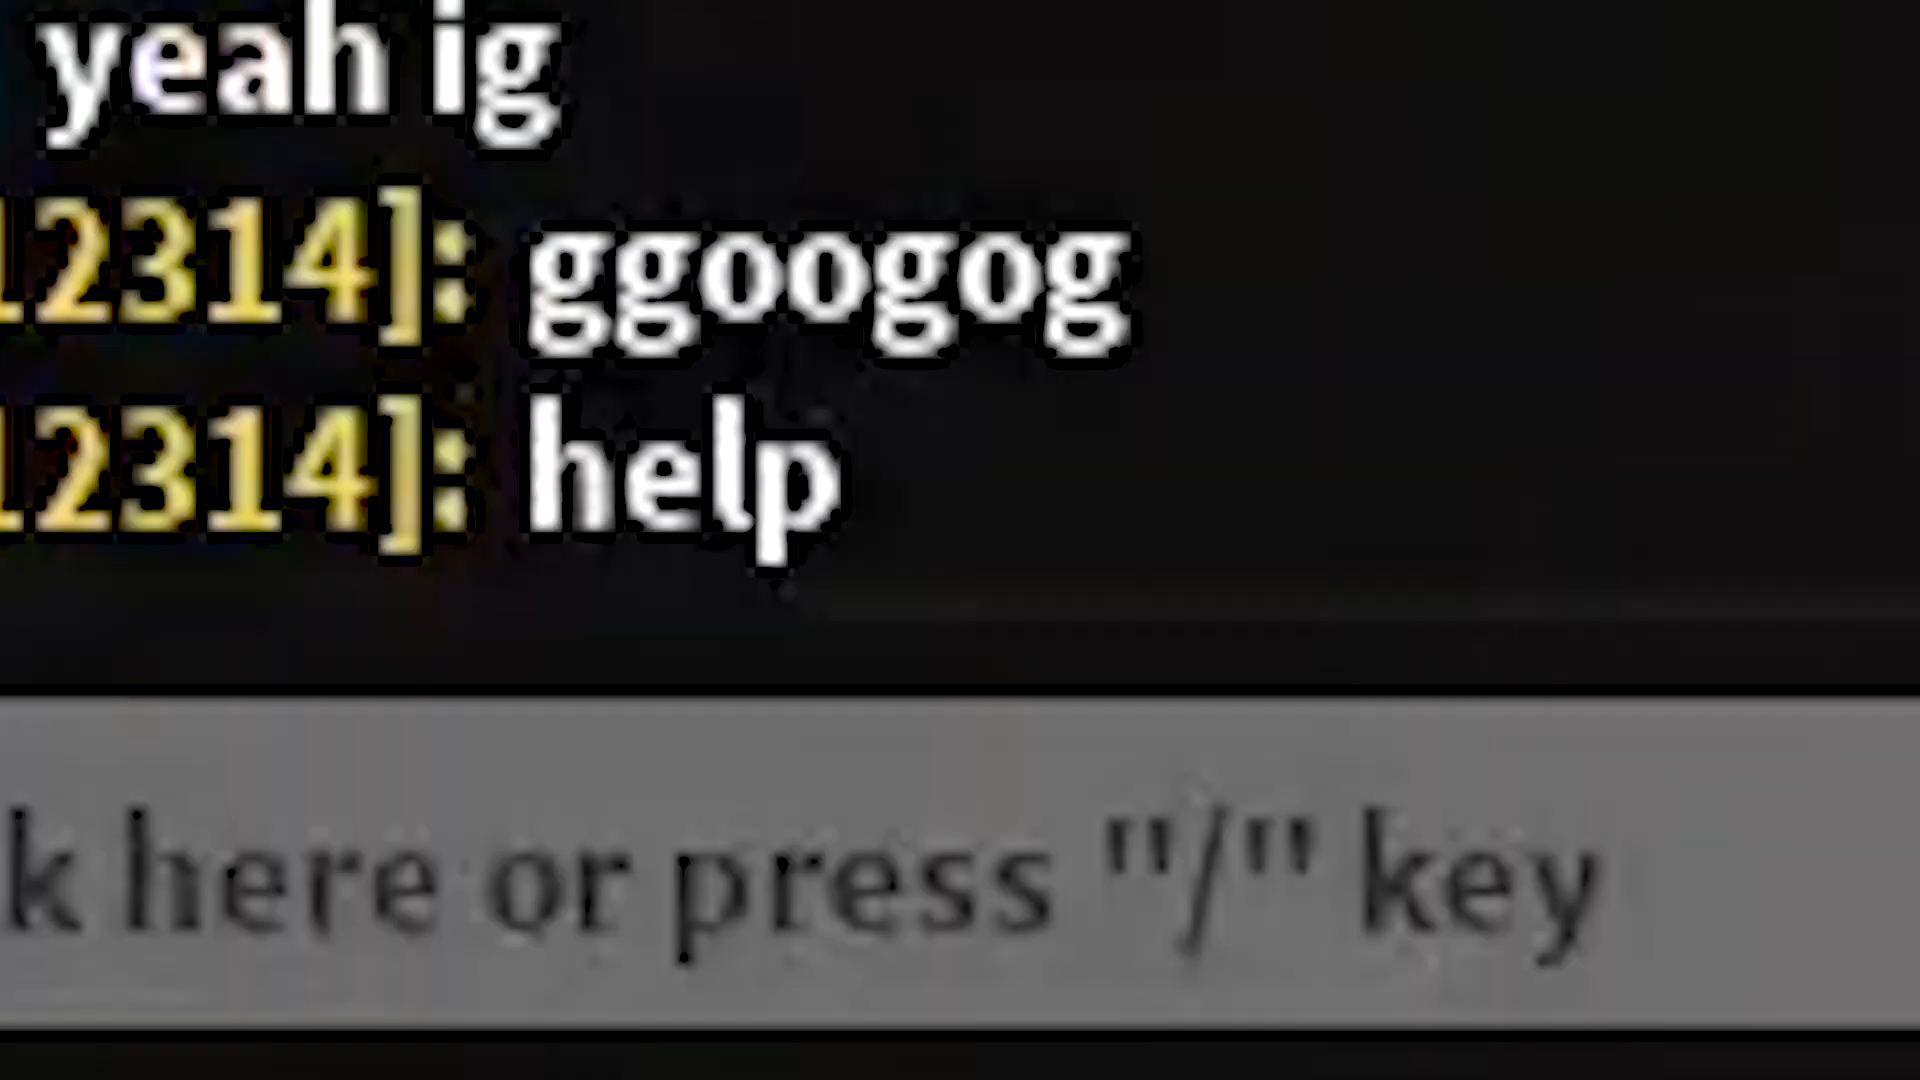 yeah ig
12314]: ggoogog
12314]: help
k here or press "/" key